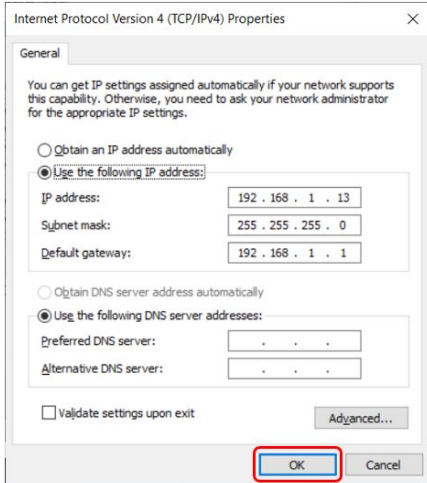 Internet Protocol Version 4 (TCP/IPv4) Properties
General
You can get IP settings assigned automatically if your network supports
this capability. Otherwise, you need to ask your network administrator
for the appropriate IP settings.
Obtain an IP address automatically
Use the following IP address:
IP address: 192 . 168 . 1 . 13
Subnet mask: 255 . 255 . 255 . 0
Default gateway: 192 . 168 . 1 . 1
Obtain DNS server address automatically
Use the following DNS server addresses:
Preferred DNS server: . . .
Alternative DNS server: . . .
Validate settings upon exit
Advanced...
OK Cancel